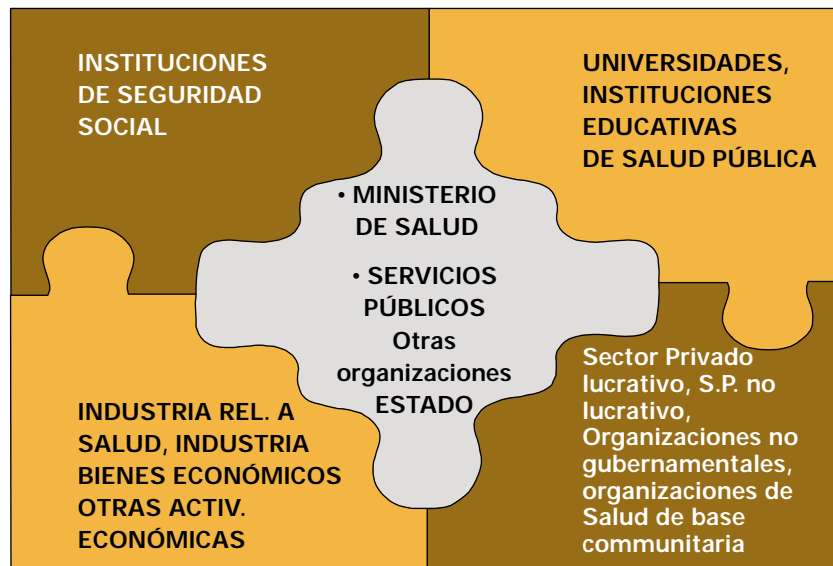 INSTITUCIONES
DE SEGURIDAD
SOCIAL
UNIVERSIDADES,
INSTITUCIONES
EDUCATIVAS
DE SALUD PÚBLICA
• MINISTERIO
DE SALUD
• SERVICIOS
PÚBLICOS
Otras
organizaciones
ESTADO
INDUSTRIA REL. A
SALUD, INDUSTRIA
BIENES ECONÓMICOS
OTRAS ACTIV.
ECONÓMICAS
Sector Privado
lucrativo, S.P. no
lucrativo,
Organizaciones no
gubernamentales,
organizaciones de
Salud de base
communitaria